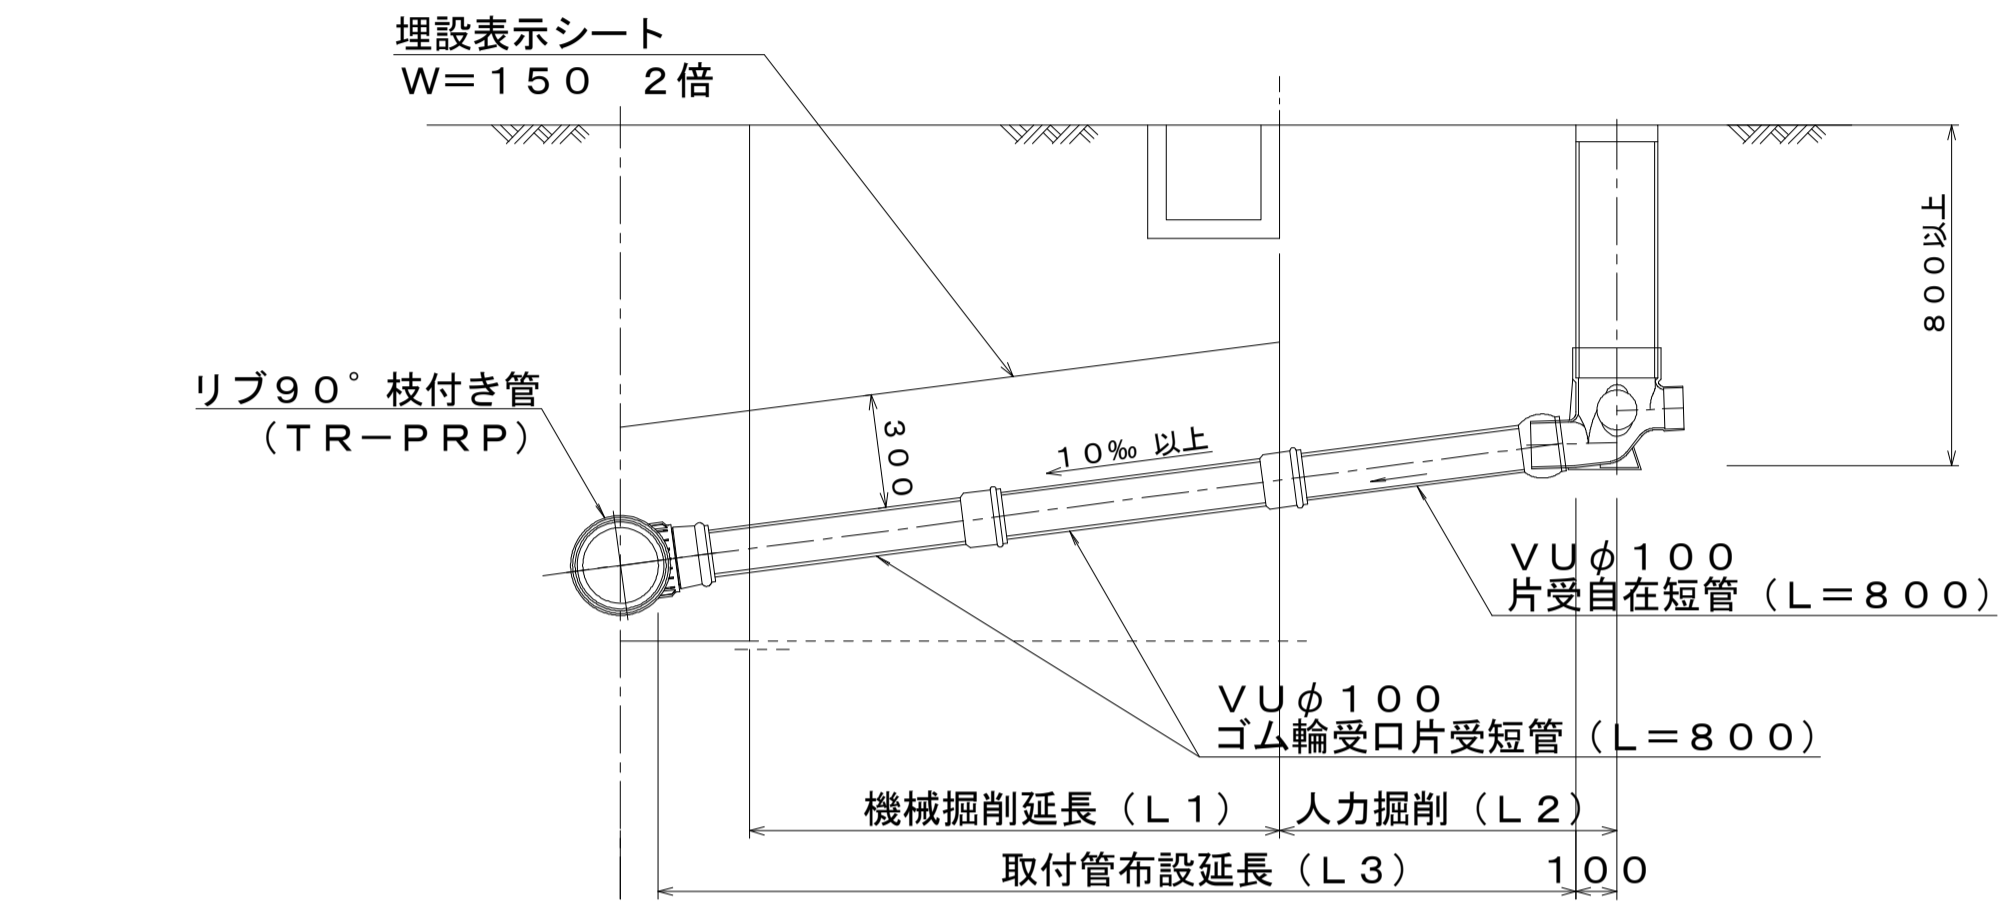 埋設表示シート
W=150 2倍
800以上
リブ90°枝付き管
(TR-PRP)
300
10‰ 以上
VUφ100
片受自在短管(L=800)
VUφ100
ゴム輪受口片受短管(L=800)
機械掘削延長(L1)
人力掘削(L2)
取付管布設延長(L3)
100